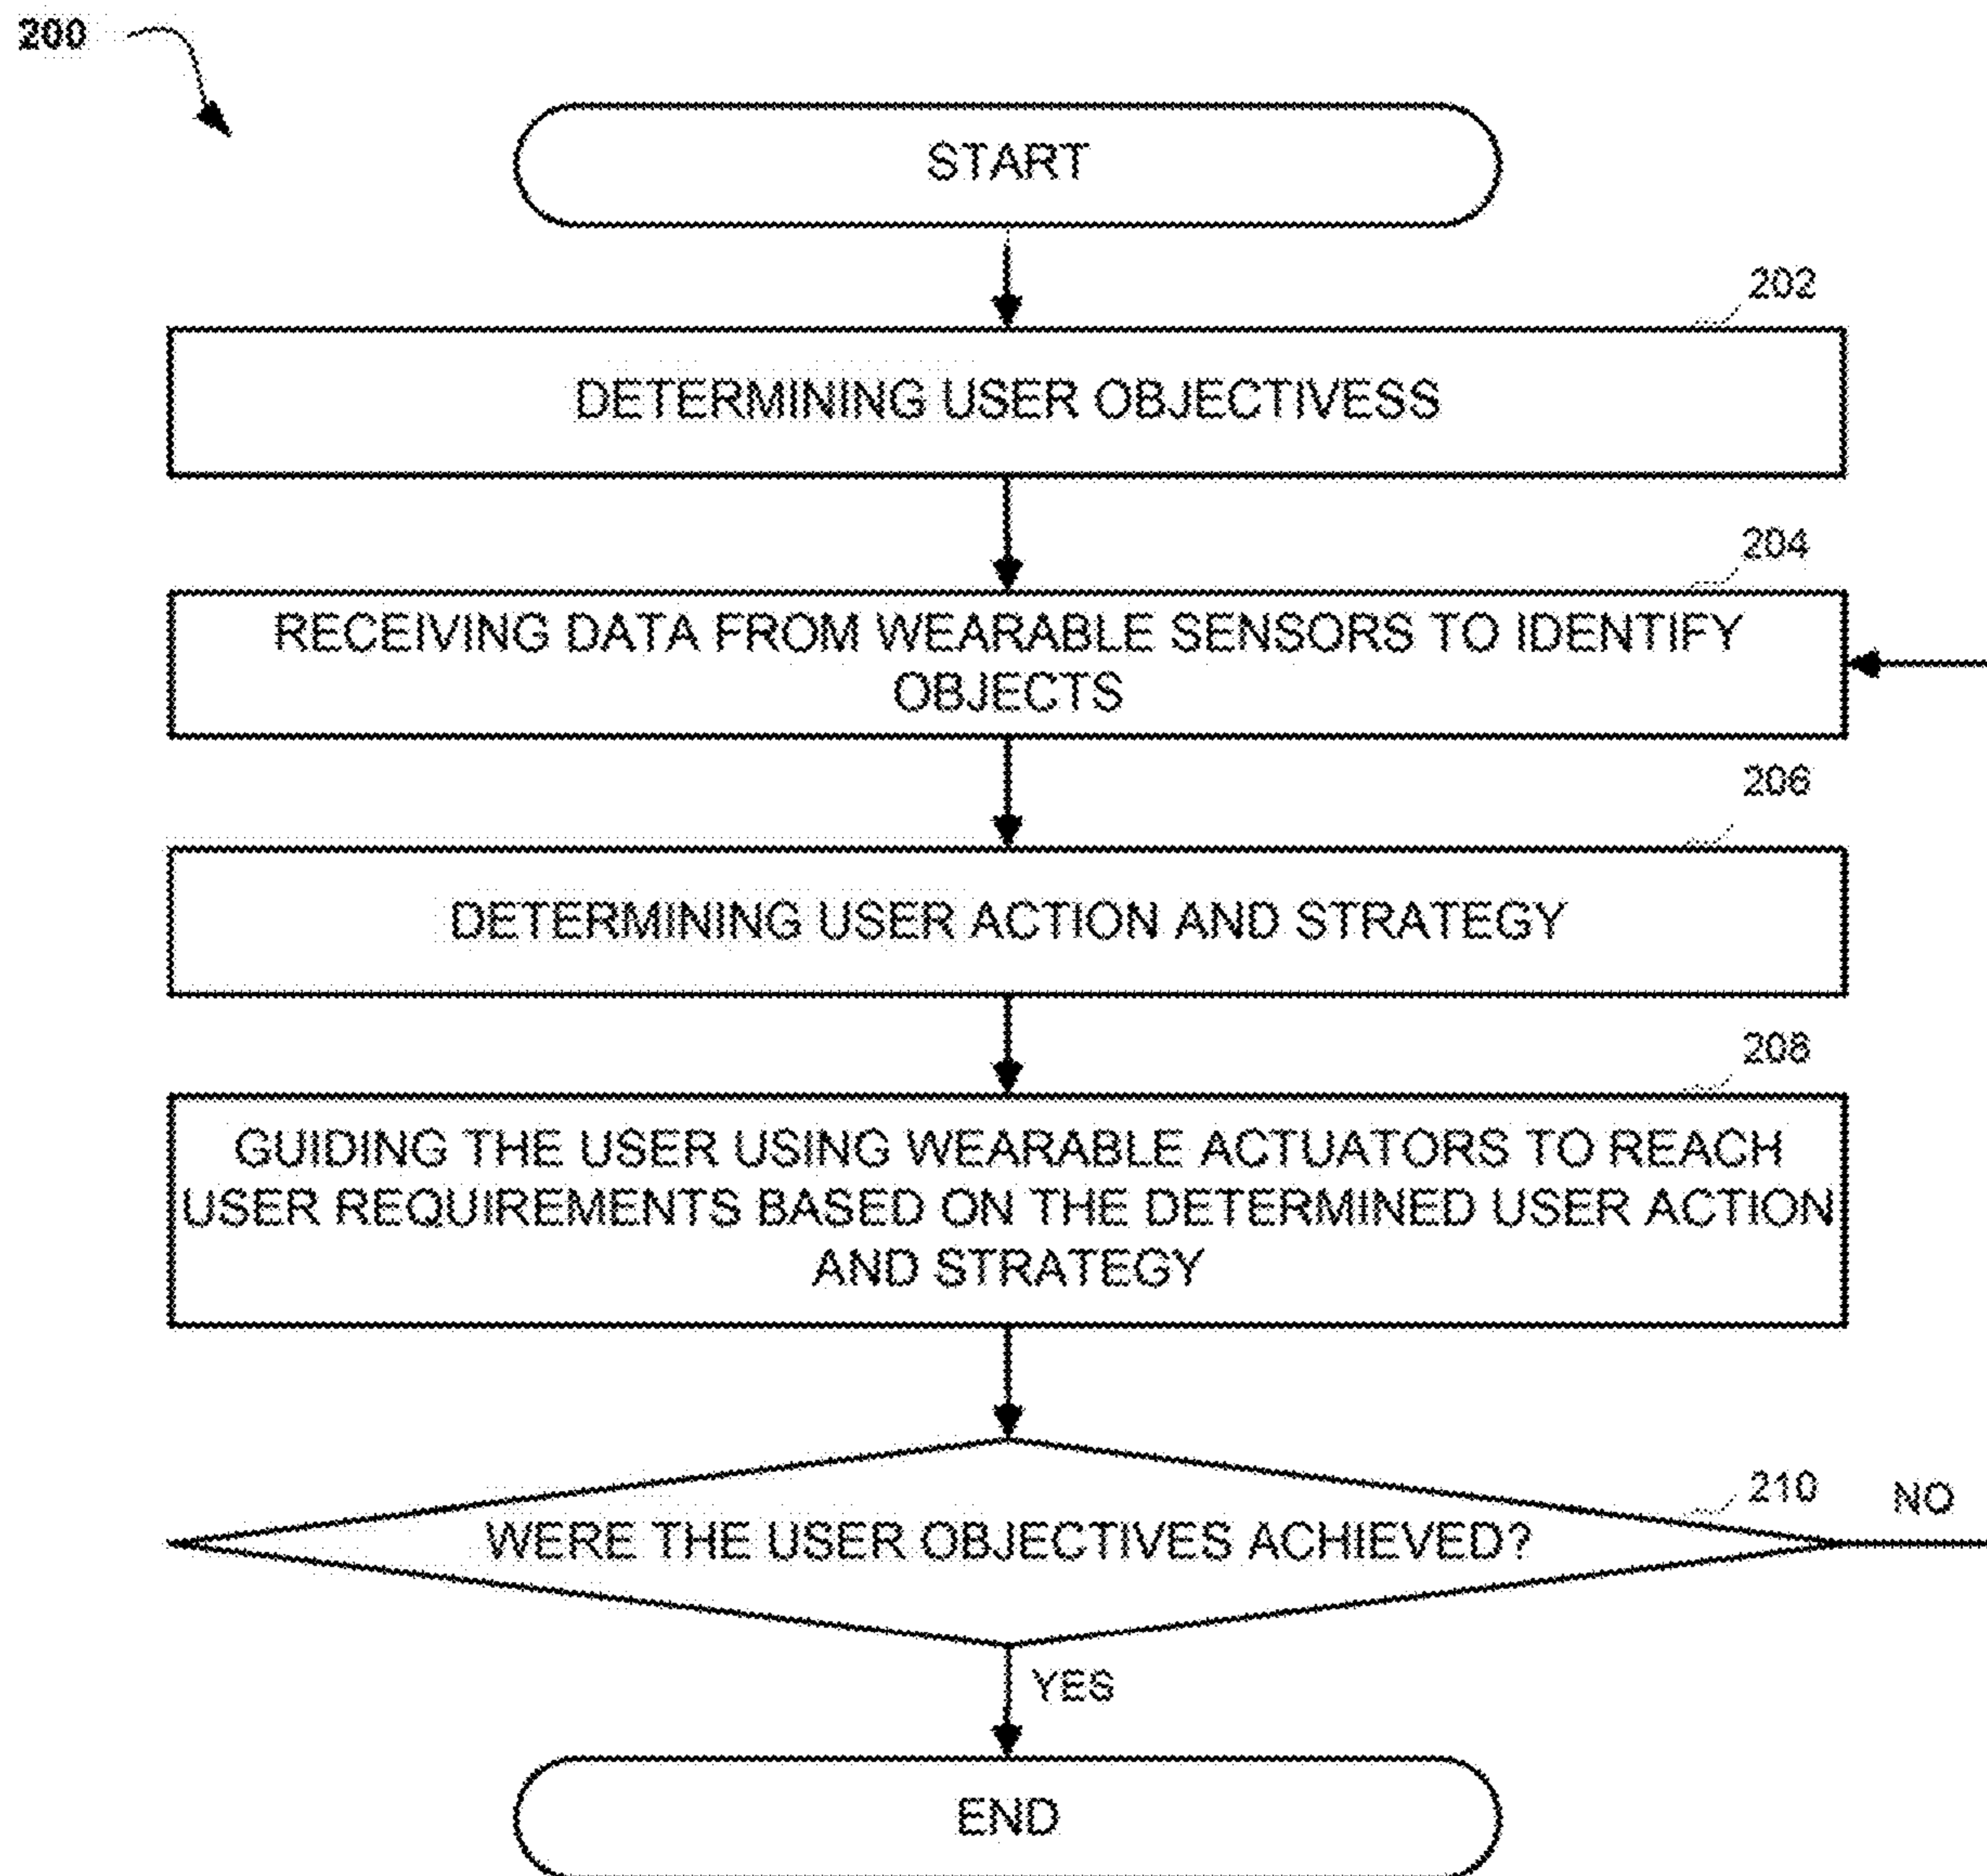 200
START
202
DETERMINING USER OBJECTIVESS
204
RECEIVING DATA FROM WEARABLE SENSORS TO IDENTIFY
OBJECTS
206
DETERMINING USER ACTION AND STRATEGY
208
GUIDING THE USER USING WEARABLE ACTUATORS TO REACH
USER REQUIREMENTS BASED ON THE DETERMINED USER ACTION
AND STRATEGY
210
NO
WERE THE USER OBJECTIVES ACHIEVED?
YES
END